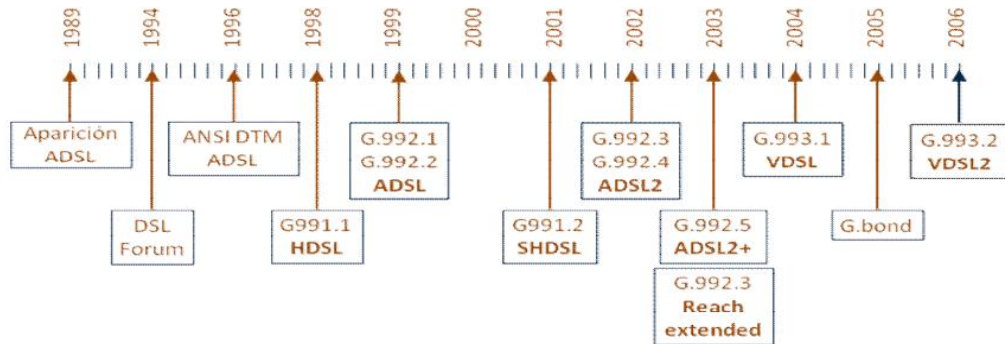 1989
1994
1996
1998
1999
2000
2001
2002
2003
2004
2005
2006
Aparición
ADSL
DSL
Forum
ANSI DTM
ADSL
G991.1
HDSL
G.992.1
G.992.2
ADSL
G991.2
SHDSL
G.992.3
G.992.4
ADSL2
G.992.5
ADSL2+
G.992.3
Reach
extended
G.993.1
VDSL
G.bond
G.993.2
VDSL2